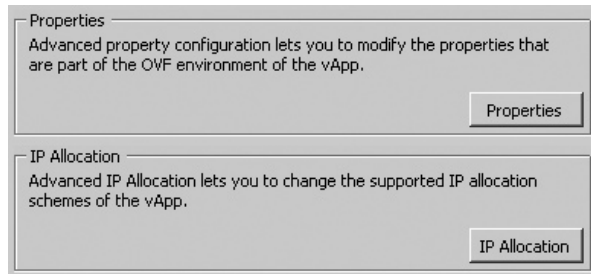 Properties
Advanced property configuration lets you to modify the properties that
are part of the OVF environment of the vApp.
Properties
IP Allocation
Advanced IP Allocation lets you to change the supported IP allocation
schemes of the vApp.
IP Allocation